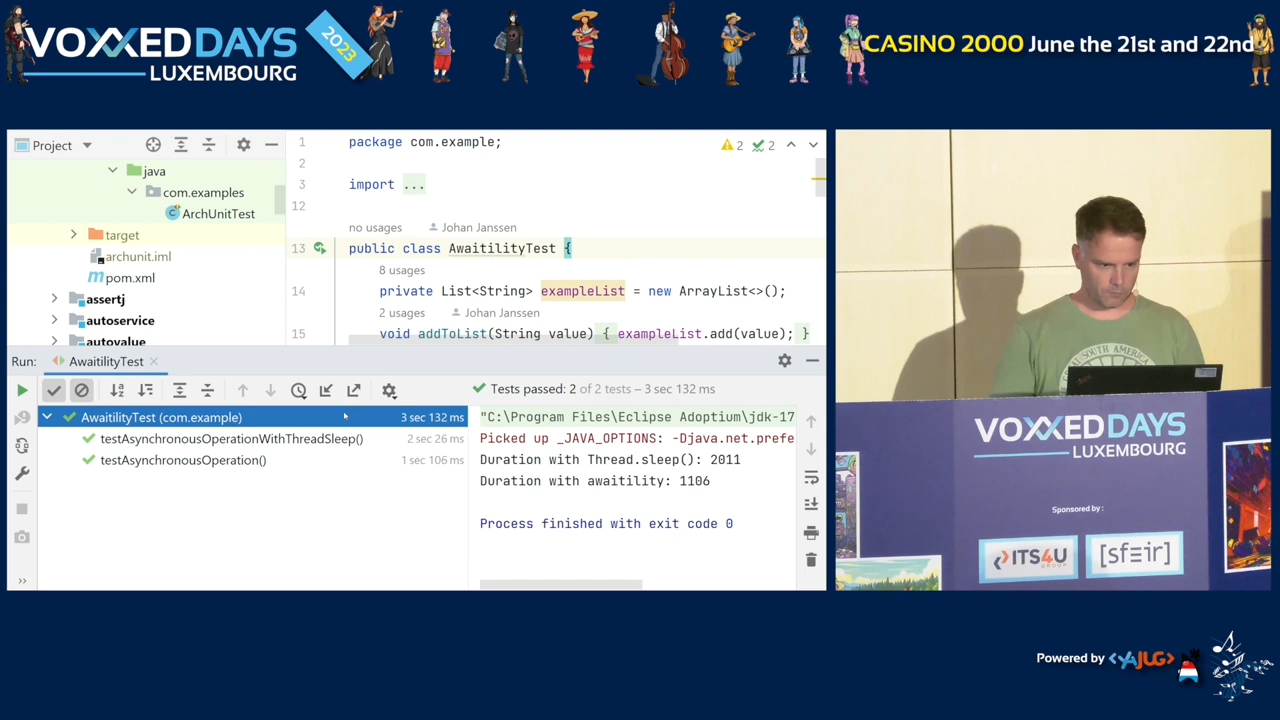 VOXXED DAYS
LUXEMBOURG
2023
CASINO 2000 June the 21st and 22nd
Project
java
com.examples
ArchUnitTest
target
archunit.iml
pom.xml
assertj
autoservice
autovalue
1 package com.example;
2
3 import ...
12
no usages Johan Janssen
13 public class AwaitilityTest {
8 usages
14 private List<String> exampleList = new ArrayList<>();
2 usages Johan Janssen
15 void addToList(String value) { exampleList.add(value); }
2 2
Run: AwaitilityTest
Tests passed: 2 of 2 tests – 3 sec 132 ms
AwaitilityTest (com.example) 3 sec 132 ms
testAsynchronousOperationWithThreadSleep() 2 sec 26 ms
testAsynchronousOperation() 1 sec 106 ms
"C:\Program Files\Eclipse Adoptium\jdk-17
Picked up _JAVA_OPTIONS: -Djava.net.prefe
Duration with Thread.sleep(): 2011
Duration with awaitility: 1106
Process finished with exit code 0
VOXXED DAYS
LUXEMBOURG
Sponsored by :
ITS4U
GROUP
[sfeir]
Powered by <YAJUG>